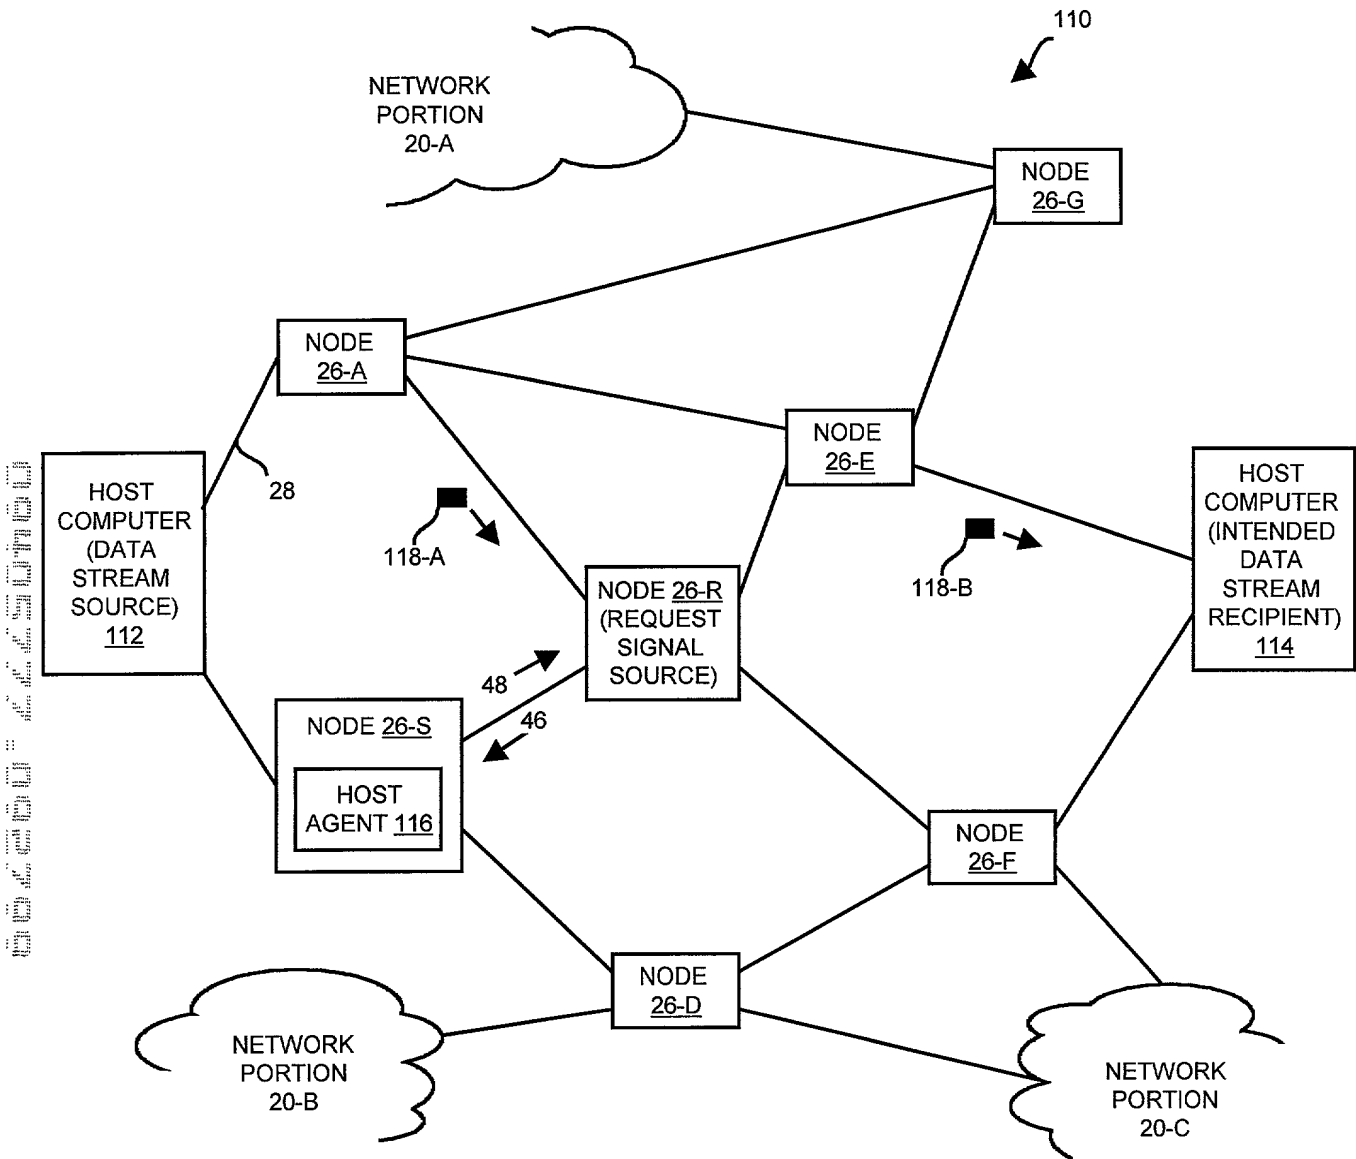 110
NETWORK
PORTION
20-A
NODE
26-G
NODE
26-A
NODE
26-E
28
HOST
COMPUTER
(DATA
STREAM
SOURCE)
112
118-A
118-B
HOST
COMPUTER
(INTENDED
DATA
STREAM
RECIPIENT)
114
NODE 26-R
(REQUEST
SIGNAL
SOURCE)
48
46
NODE 26-S
HOST
AGENT 116
NODE
26-F
NODE
26-D
NETWORK
PORTION
20-B
NETWORK
PORTION
20-C